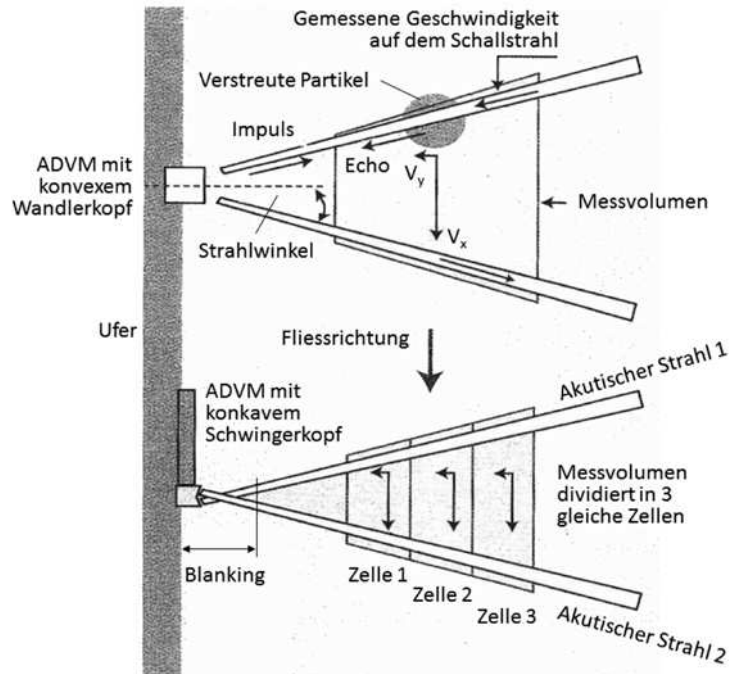 Gemessene Geschwindigkeit
auf dem Schallstrahl
Verstreute Partikel
Impuls
ADVM mit
konvexem
Wandlerkopf
Echo
Vy
Messvolumen
Vx
Strahlwinkel
Ufer
Fliessrichtung
Akutischer Strahl 1
ADVM mit
konkavem
Schwingerkopf
Messvolumen
dividiert in 3
gleiche Zellen
Blanking
Zelle 1
Zelle 2
Zelle 3
Akutischer Strahl 2